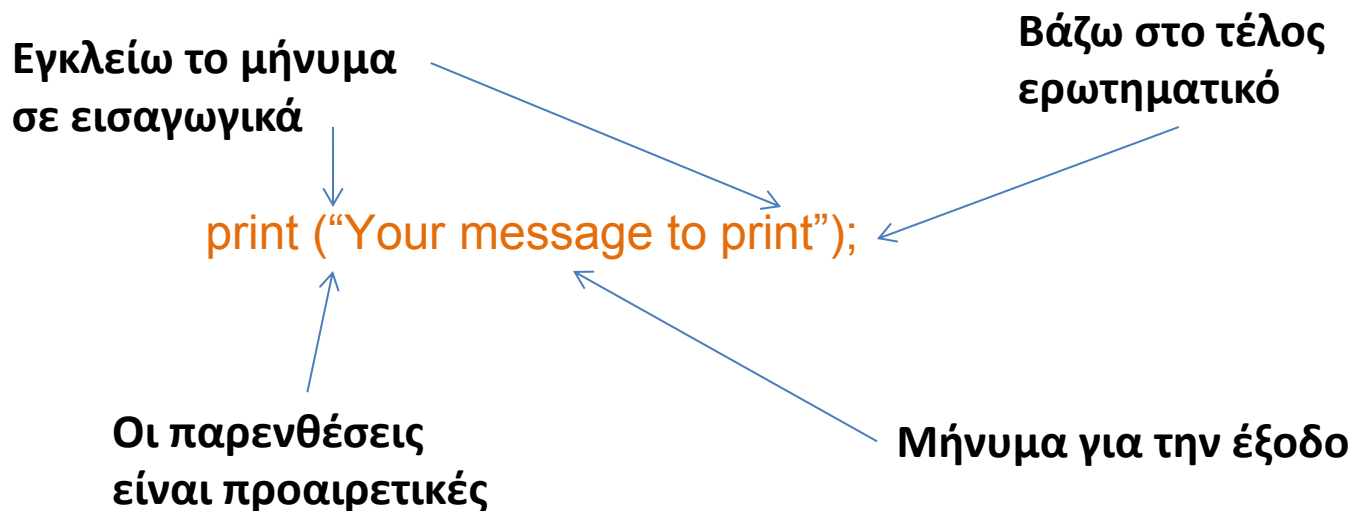 Εγκλείω το μήνυμα
σε εισαγωγικά
Βάζω στο τέλος
ερωτηματικό
print (“Your message to print”);
Οι παρενθέσεις
είναι προαιρετικές
Μήνυμα για την έξοδο